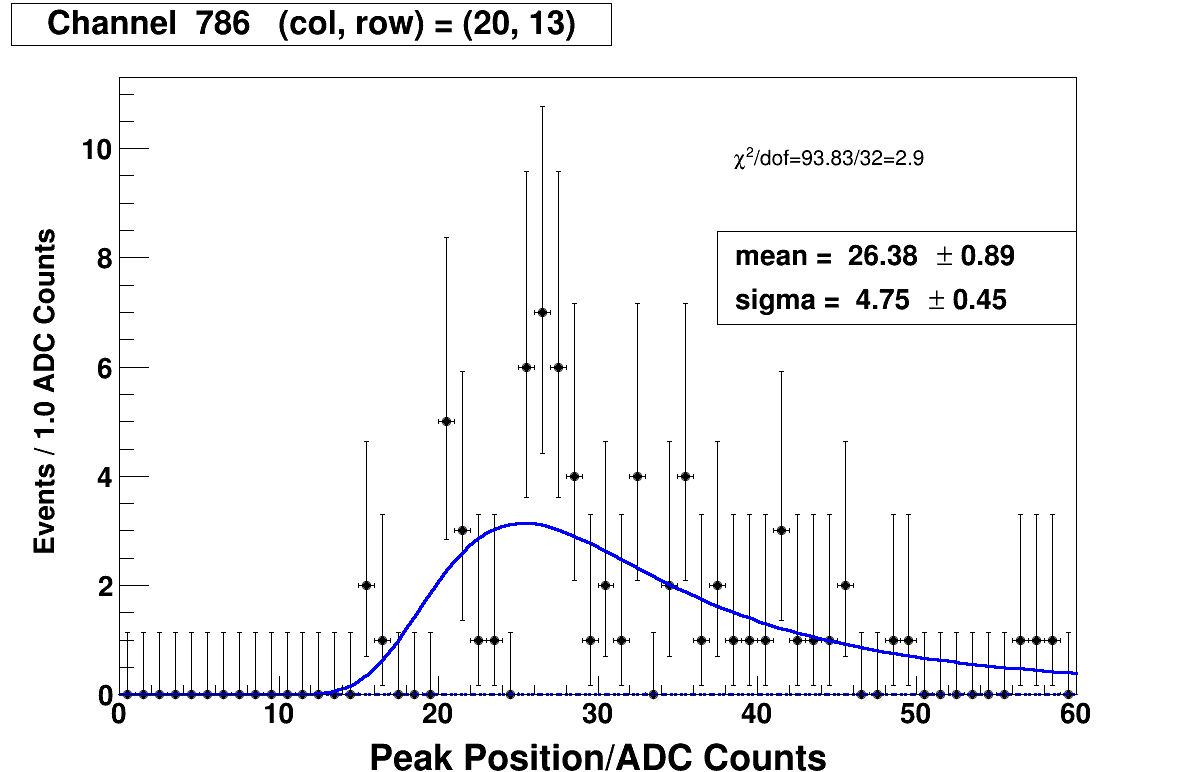 Channel 786 (col, row) = (20, 13)
10
8
6
4
2
0
Events / 1.0 ADC Counts
χ²/dof=93.83/32=2.9
mean = 26.38 ± 0.89
sigma = 4.75 ± 0.45
0 10 20 30 40 50 60
Peak Position/ADC Counts